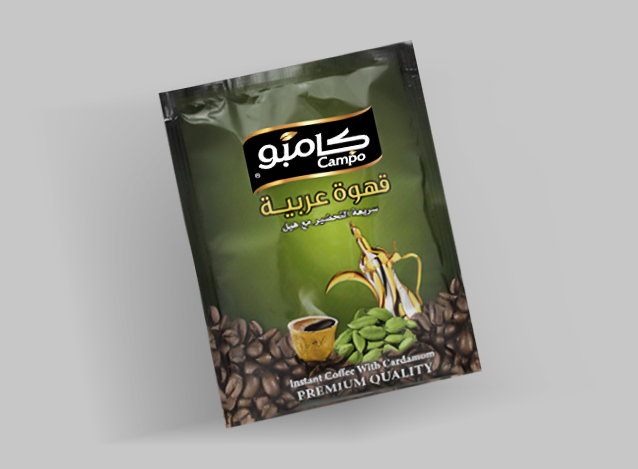 كامبو
Campo
®
قهوة عربية
سريعة التحضير مع هيل
Instant Coffee With Cardamom
PREMIUM QUALITY